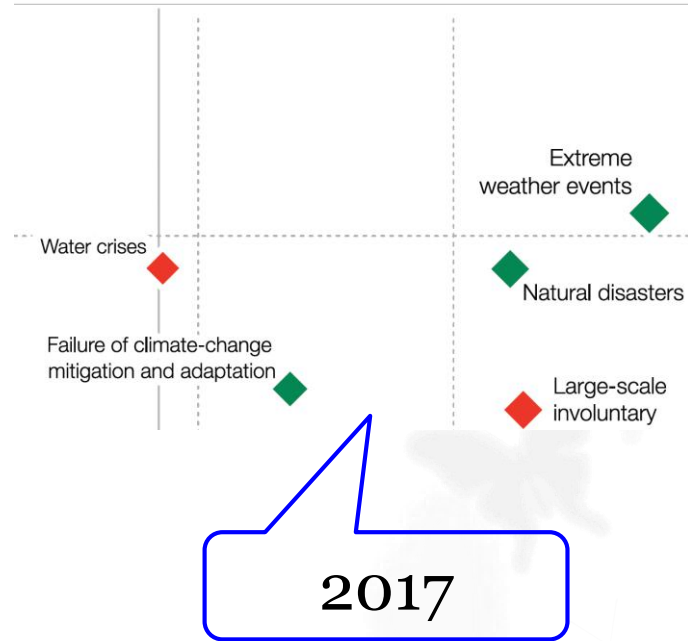 Extreme
weather events
Water crises
Natural disasters
Failure of climate-change
mitigation and adaptation
Large-scale
involuntary
2017